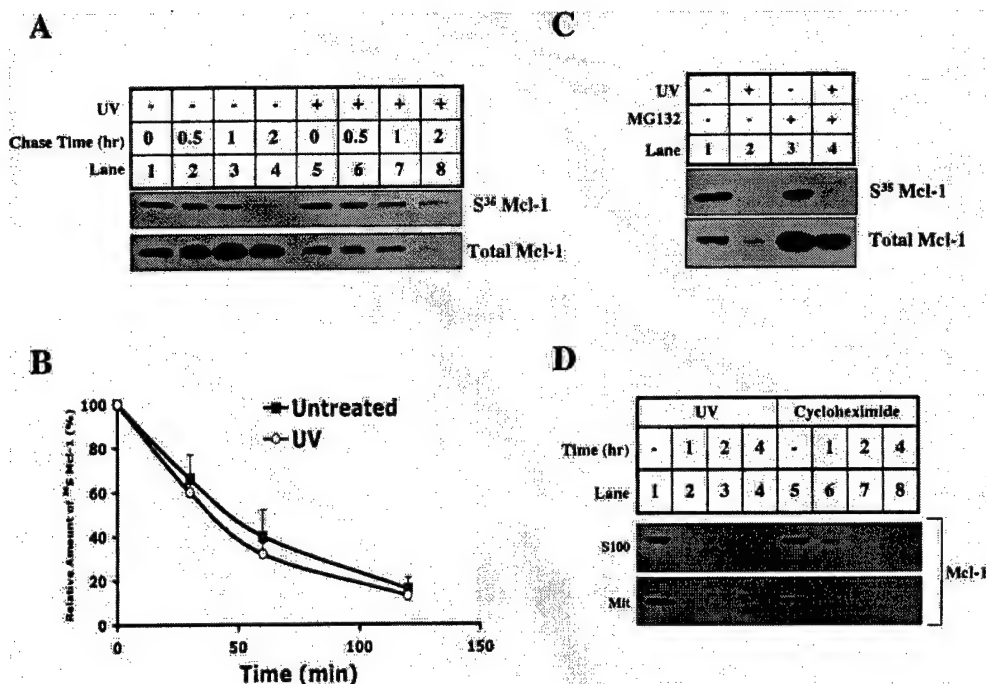 A
UV - - - - + + + +
Chase Time (hr) 0 0.5 1 2 0 0.5 1 2
Lane 1 2 3 4 5 6 7 8
S³⁵ Mcl-1
Total Mcl-1
C
UV - + - +
MG132 - - + +
Lane 1 2 3 4
S³⁵ Mcl-1
Total Mcl-1
B
Relative Amount of ³⁵S-Mcl-1 (%)
100
80
60
40
20
0
0 50 100 150
Time (min)
Untreated
UV
D
UV Cycloheximide
Time (hr) - 1 2 4 - 1 2 4
Lane 1 2 3 4 5 6 7 8
S100
Mit
Mcl-1